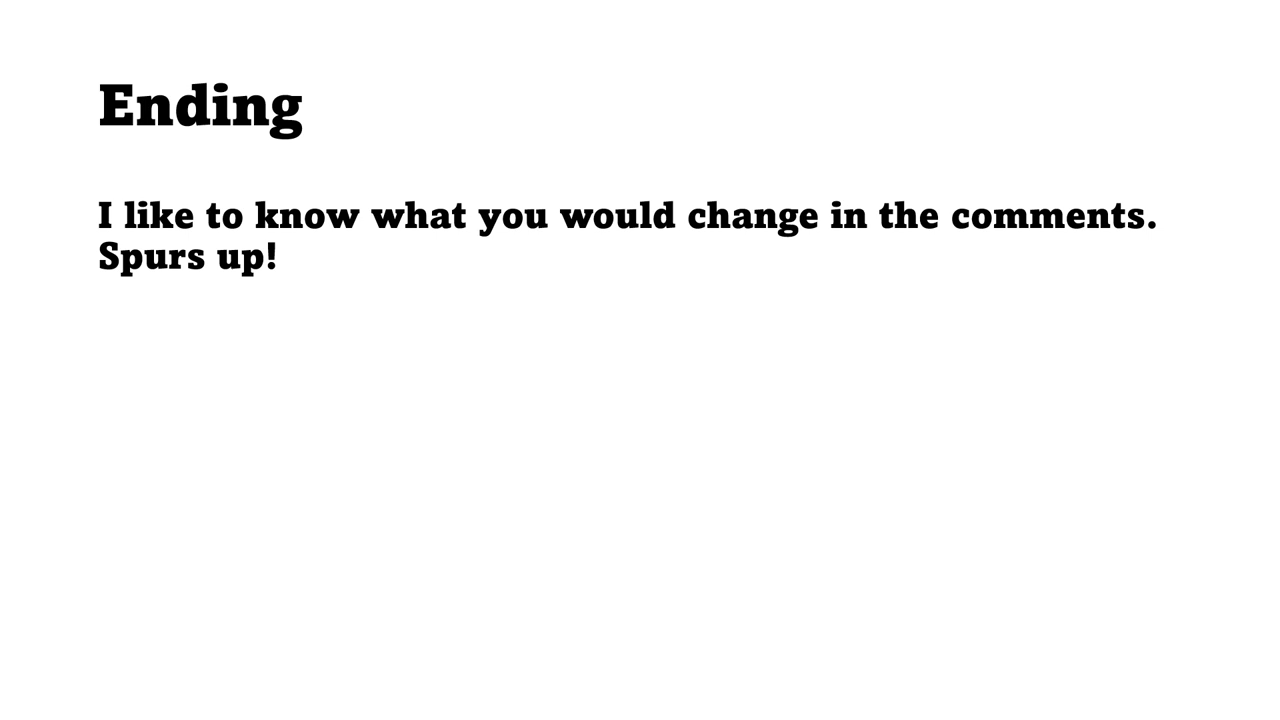 Ending
I like to know what you would change in the comments.
Spurs up!